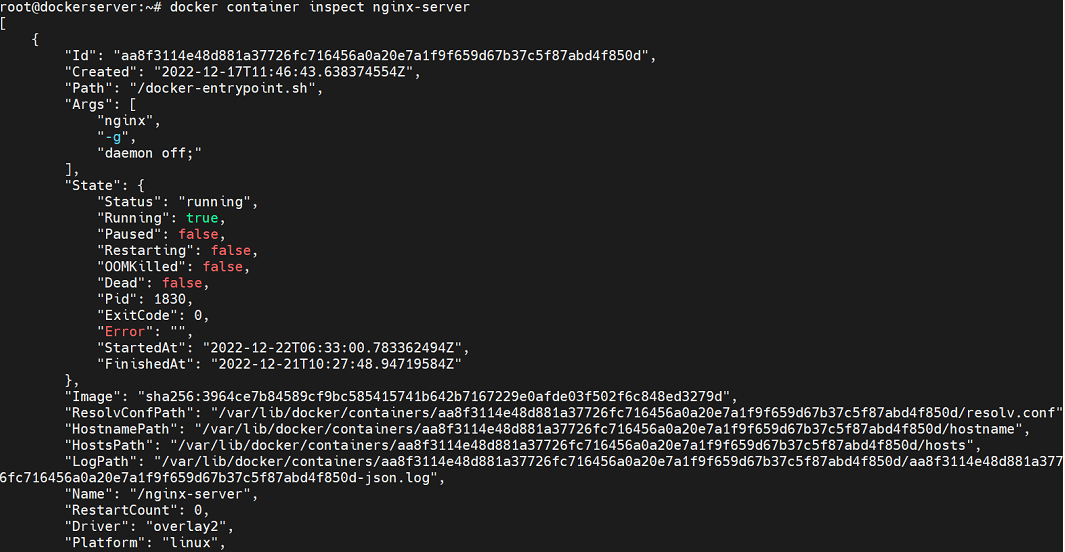 root@dockerserver:~# docker container inspect nginx-server
[
    {
        "Id": "aa8f3114e48d881a37726fc716456a0a20e7a1f9f659d67b37c5f87abd4f850d",
        "Created": "2022-12-17T11:46:43.638374554Z",
        "Path": "/docker-entrypoint.sh",
        "Args": [
            "nginx",
            "-g",
            "daemon off;"
        ],
        "State": {
            "Status": "running",
            "Running": true,
            "Paused": false,
            "Restarting": false,
            "OOMKilled": false,
            "Dead": false,
            "Pid": 1830,
            "ExitCode": 0,
            "Error": "",
            "StartedAt": "2022-12-22T06:33:00.783362494Z",
            "FinishedAt": "2022-12-21T10:27:48.94719584Z"
        },
        "Image": "sha256:3964ce7b84589cf9bc585415741b642b7167229e0afde03f502f6c848ed3279d",
        "ResolvConfPath": "/var/lib/docker/containers/aa8f3114e48d881a37726fc716456a0a20e7a1f9f659d67b37c5f87abd4f850d/resolv.conf"
        "HostnamePath": "/var/lib/docker/containers/aa8f3114e48d881a37726fc716456a0a20e7a1f9f659d67b37c5f87abd4f850d/hostname",
        "HostsPath": "/var/lib/docker/containers/aa8f3114e48d881a37726fc716456a0a20e7a1f9f659d67b37c5f87abd4f850d/hosts",
        "LogPath": "/var/lib/docker/containers/aa8f3114e48d881a37726fc716456a0a20e7a1f9f659d67b37c5f87abd4f850d/aa8f3114e48d881a377
6fc716456a0a20e7a1f9f659d67b37c5f87abd4f850d-json.log",
        "Name": "/nginx-server",
        "RestartCount": 0,
        "Driver": "overlay2",
        "Platform": "linux",